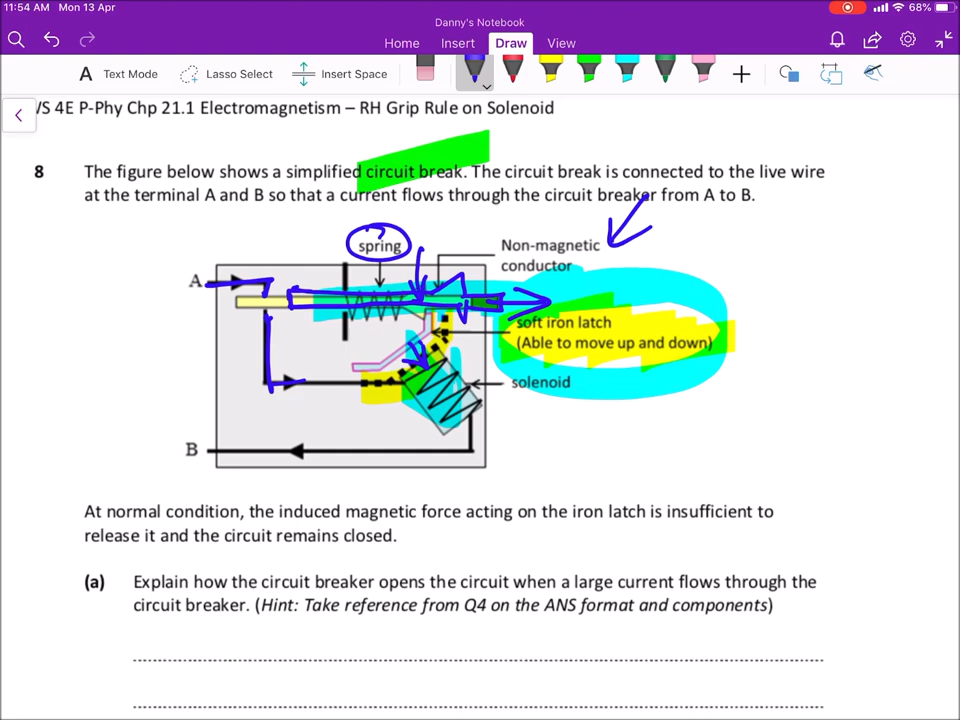 11:54 AM Mon 13 Apr
68%
Danny's Notebook
Home Insert Draw View
A Text Mode Lasso Select Insert Space
/S 4E P-Phy Chp 21.1 Electromagnetism – RH Grip Rule on Solenoid
8 The figure below shows a simplified circuit break. The circuit break is connected to the live wire
at the terminal A and B so that a current flows through the circuit breaker from A to B.
spring
Non-magnetic
conductor
A
soft iron latch
(Able to move up and down)
solenoid
B
At normal condition, the induced magnetic force acting on the iron latch is insufficient to
release it and the circuit remains closed.
(a) Explain how the circuit breaker opens the circuit when a large current flows through the
circuit breaker. (Hint: Take reference from Q4 on the ANS format and components)